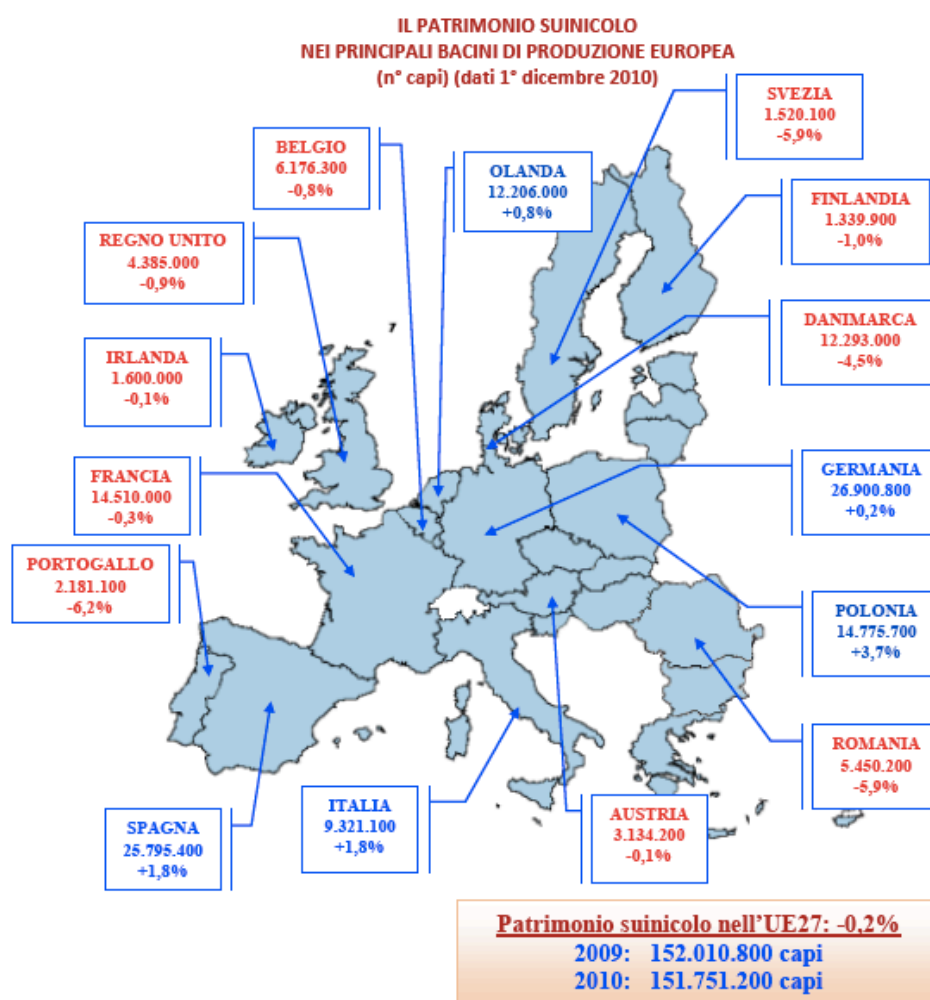 IL PATRIMONIO SUINICOLO
NEI PRINCIPALI BACINI DI PRODUZIONE EUROPEA
(n° capi) (dati 1° dicembre 2010)
SVEZIA
1.520.100
-5,9%
BELGIO
6.176.300
-0,8%
OLANDA
12.206.000
+0,8%
FINLANDIA
1.339.900
-1,0%
REGNO UNITO
4.385.000
-0,9%
DANIMARCA
12.293.000
-4,5%
IRLANDA
1.600.000
-0,1%
FRANCIA
14.510.000
-0,3%
GERMANIA
26.900.800
+0,2%
PORTOGALLO
2.181.100
-6,2%
POLONIA
14.775.700
+3,7%
ROMANIA
5.450.200
-5,9%
ITALIA
9.321.100
+1,8%
AUSTRIA
3.134.200
-0,1%
SPAGNA
25.795.400
+1,8%
Patrimonio suinicolo nell'UE27: -0,2%
2009: 152.010.800 capi
2010: 151.751.200 capi